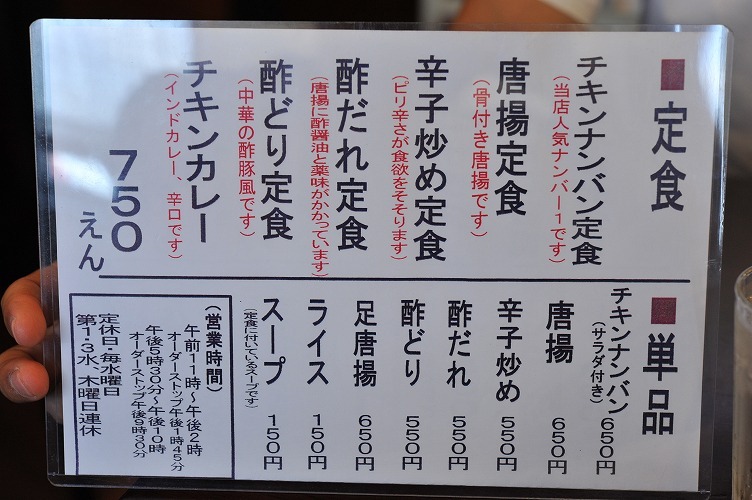 ■定食
チキンナンバン定食
(当店人気ナンバー1です)
唐揚定食
(骨付き唐揚です)
辛子炒め定食
(ピリ辛さが食欲をそそります)
酢だれ定食
(唐揚に酢醤油と薬味がかかっています)
酢どり定食
(中華の酢豚風です)
チキンカレー
(インドカレー、辛口です)
750えん
■単品
チキンナンバン 650円
(サラダ付き)
唐揚 650円
辛子炒め 550円
酢だれ 550円
酢どり 550円
足唐揚 650円
ライス 150円
スープ 150円
(定食に付いているスープです)
(営業時間)
午前11時〜午後2時
オーダーストップ午後1時45分
午後5時30分〜午後10時
オーダーストップ午後9時30分
定休日・毎水曜日
第1・3水、木曜日連休